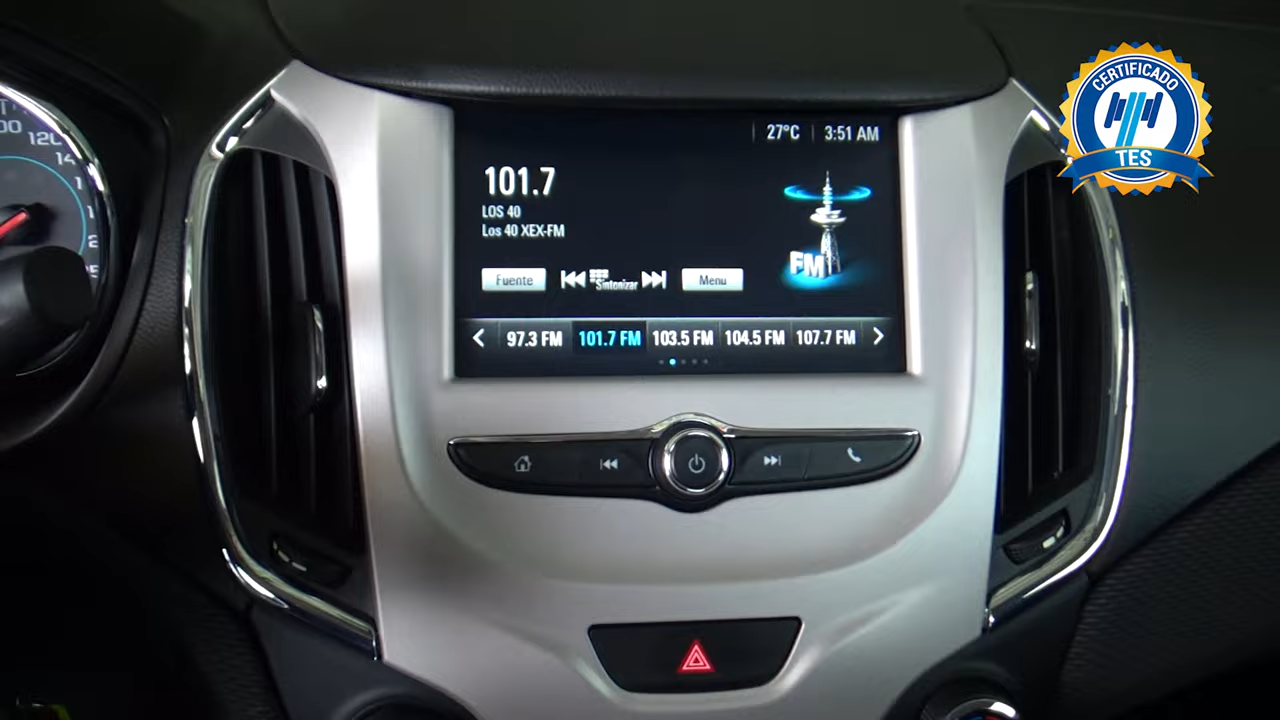 27°C 3:51 AM
101.7
LOS 40
Los 40 XEX-FM
FM
Fuente
Sintonizar
Menu
97.3 FM 101.7 FM 103.5 FM 104.5 FM 107.7 FM
CERTIFICADO
TES
120